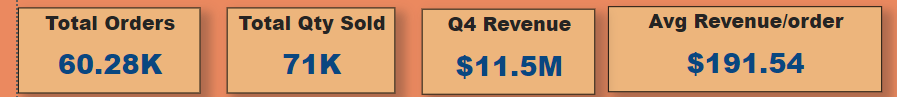 Total Orders
60.28K
Total Qty Sold
71K
Q4 Revenue
$11.5M
Avg Revenue/order
$191.54